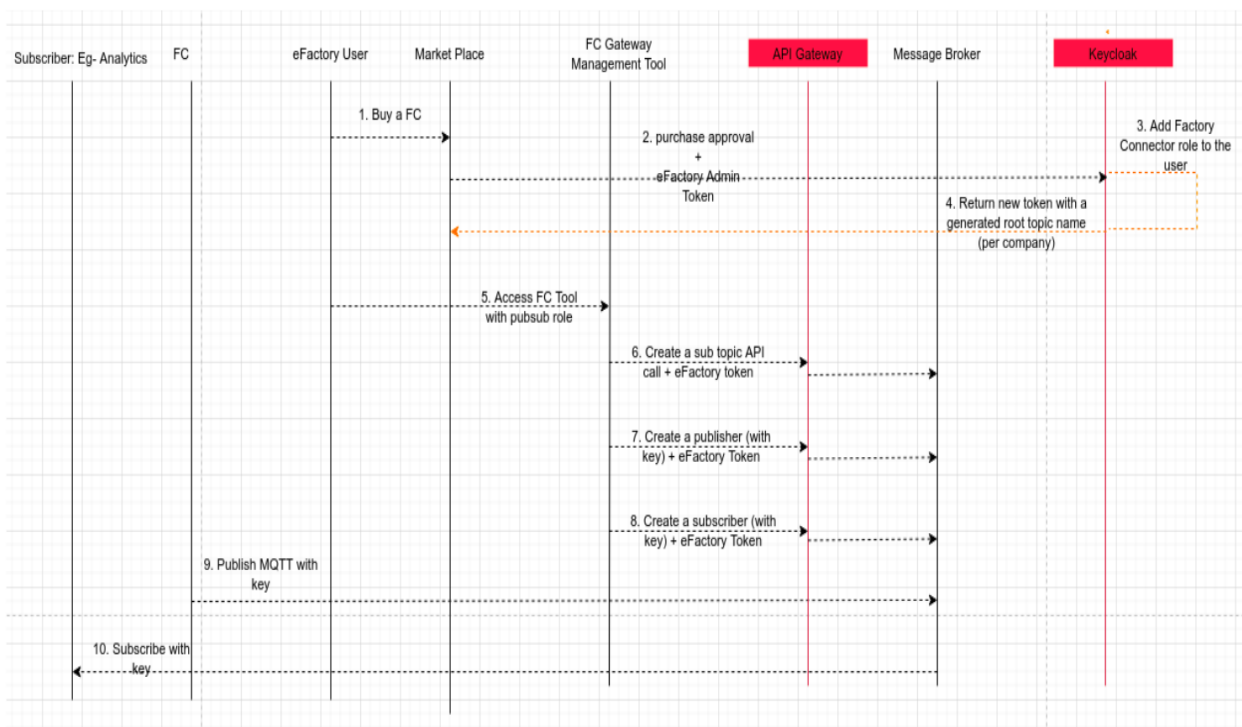 Subscriber: Eg- Analytics
FC
eFactory User
Market Place
FC Gateway
Management Tool
API Gateway
Message Broker
Keycloak
1. Buy a FC
2. purchase approval
+
eFactory Admin
Token
3. Add Factory
Connector role to the
user
4. Return new token with a
generated root topic name
(per company)
5. Access FC Tool
with pubsub role
6. Create a sub topic API
call + eFactory token
7. Create a publisher (with
key) + eFactory Token
8. Create a subscriber (with
key) + eFactory Token
9. Publish MQTT with
key
10. Subscribe with
key